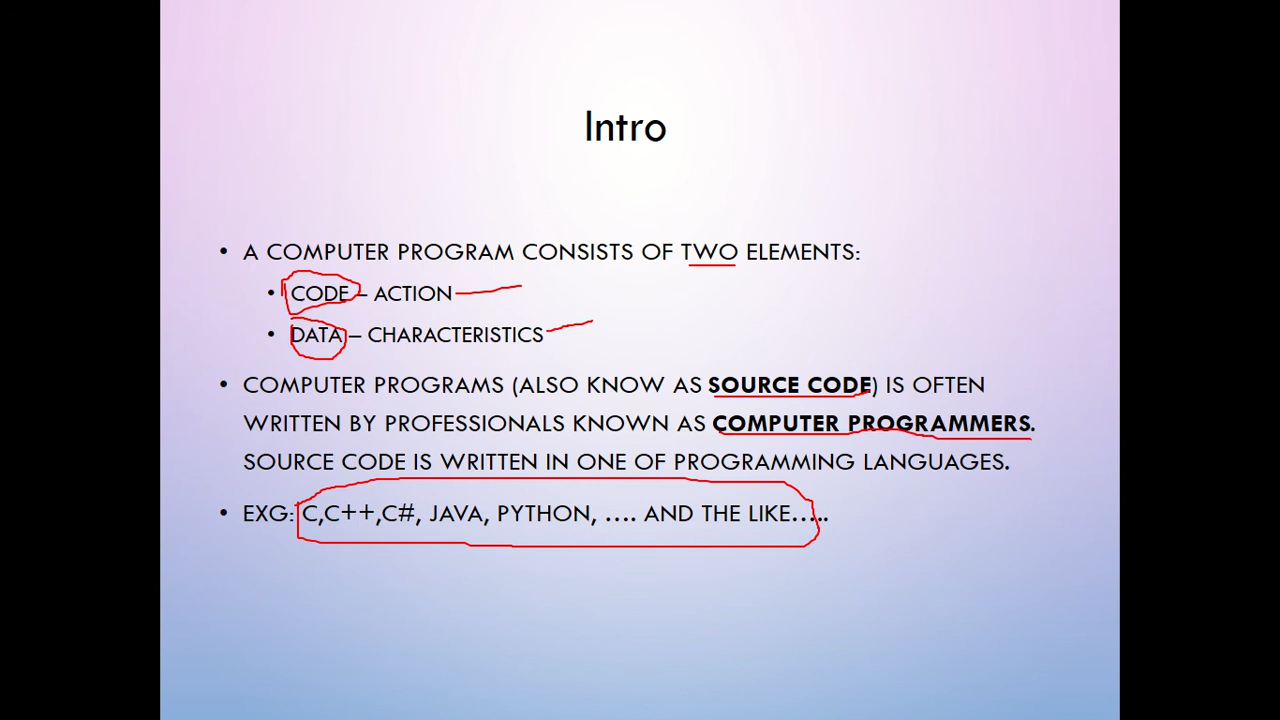 Intro
• A COMPUTER PROGRAM CONSISTS OF TWO ELEMENTS:
• CODE – ACTION
• DATA – CHARACTERISTICS
• COMPUTER PROGRAMS (ALSO KNOW AS SOURCE CODE) IS OFTEN
WRITTEN BY PROFESSIONALS KNOWN AS COMPUTER PROGRAMMERS.
SOURCE CODE IS WRITTEN IN ONE OF PROGRAMMING LANGUAGES.
• EXG: C,C++,C#, JAVA, PYTHON, .... AND THE LIKE.....